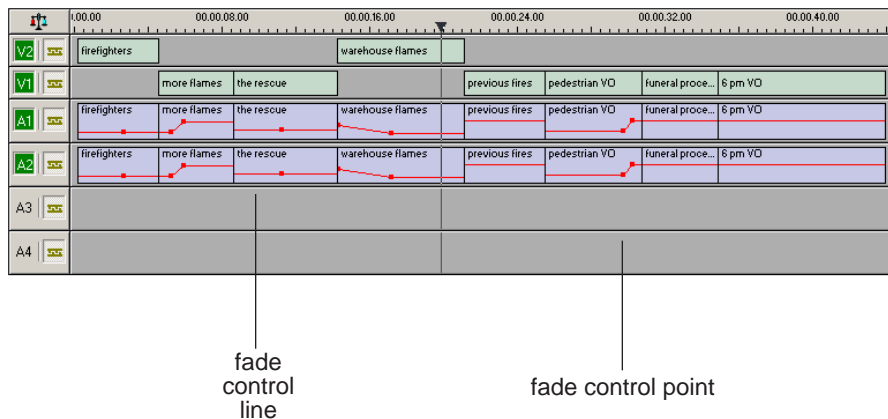 :00.00 00.00.08.00 00.00.16.00 00.00.24.00 00.00.32.00 00.00.40.00
V2 firefighters warehouse flames
V1 more flames the rescue previous fires pedestrian VO funeral proce... 6 pm VO
A1 firefighters more flames the rescue warehouse flames previous fires pedestrian VO funeral proce... 6 pm VO
A2 firefighters more flames the rescue warehouse flames previous fires pedestrian VO funeral proce... 6 pm VO
A3
A4
fade
control
line
fade control point